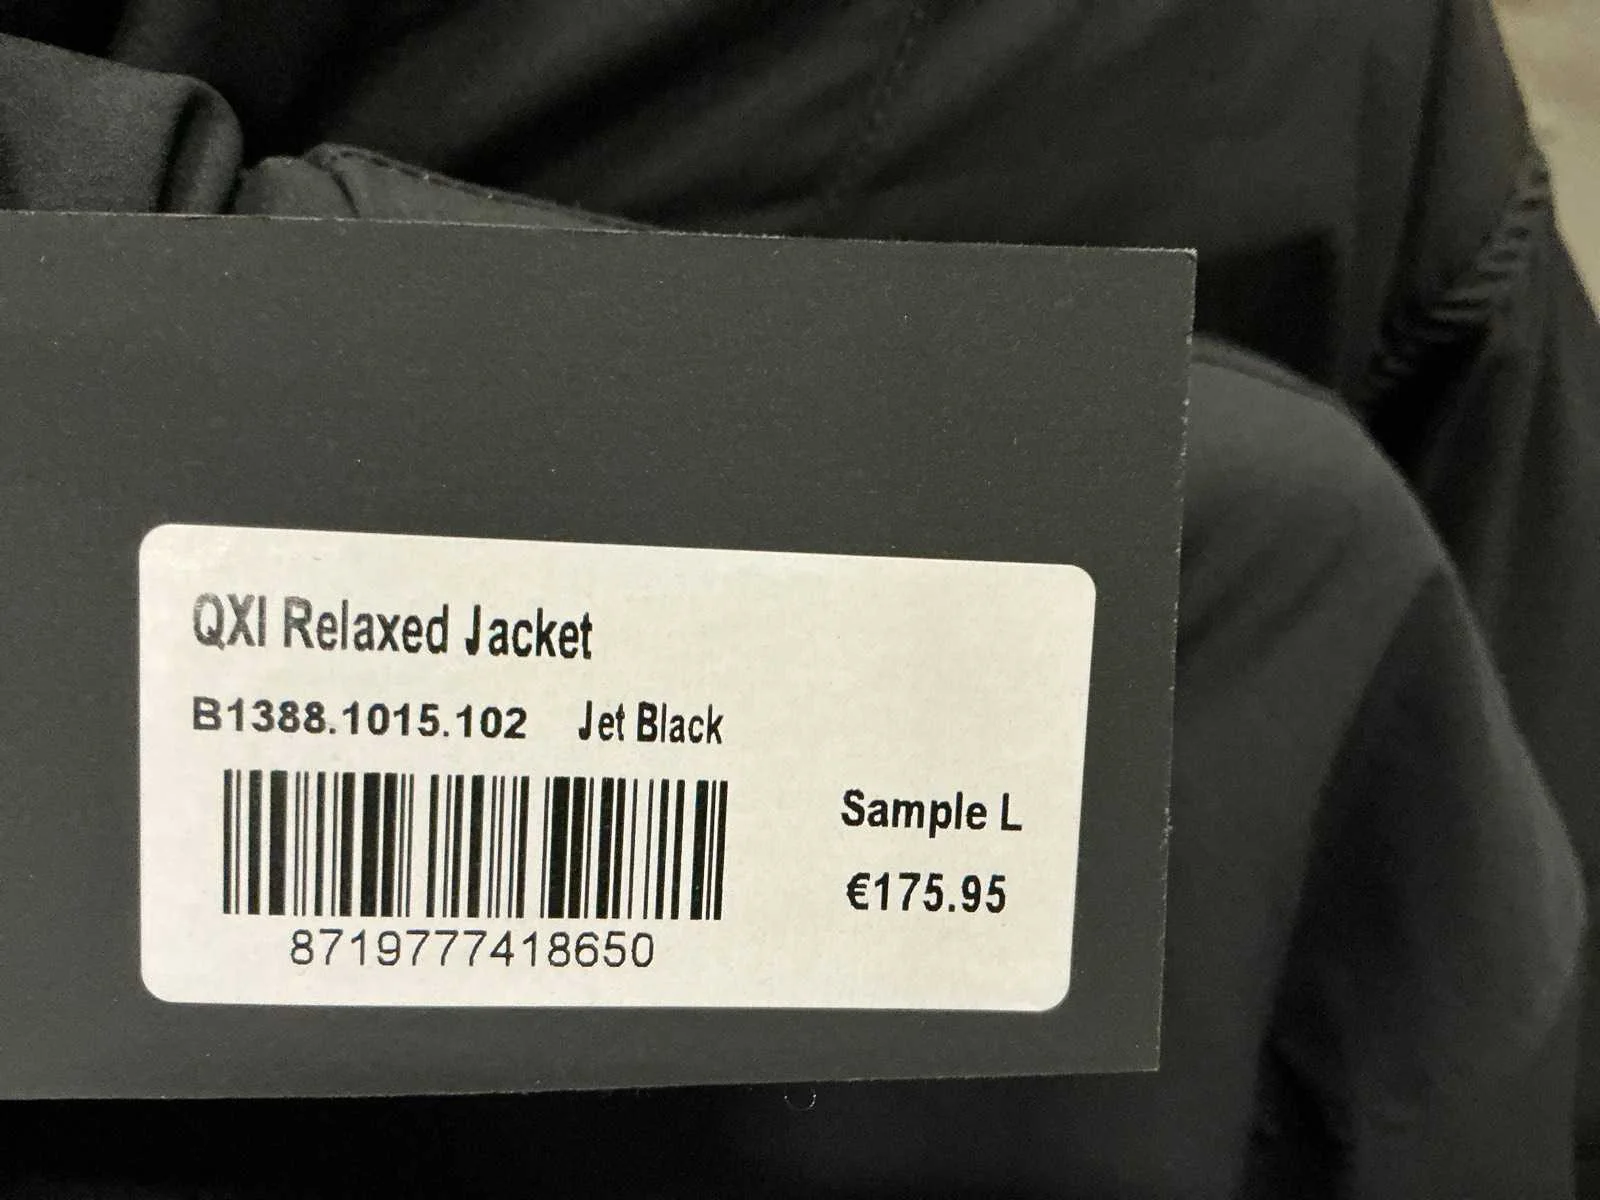 QXI Relaxed Jacket
B1388.1015.102 Jet Black
Sample L
€175.95
8719777418650